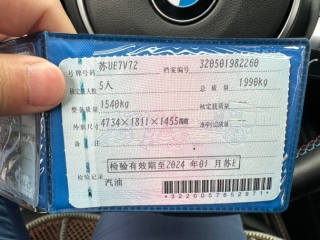 号牌号码 苏UE7V72 档案编号 320501982260
核定载人数 5人 总质量 1990kg
整备质量 1540kg 核定载质量 --
外廓尺寸 4734×1811×1455mm 准牵引总质量 --
备注
检验有效期至2024年01月苏E
检验记录
汽油
*3220057652971*